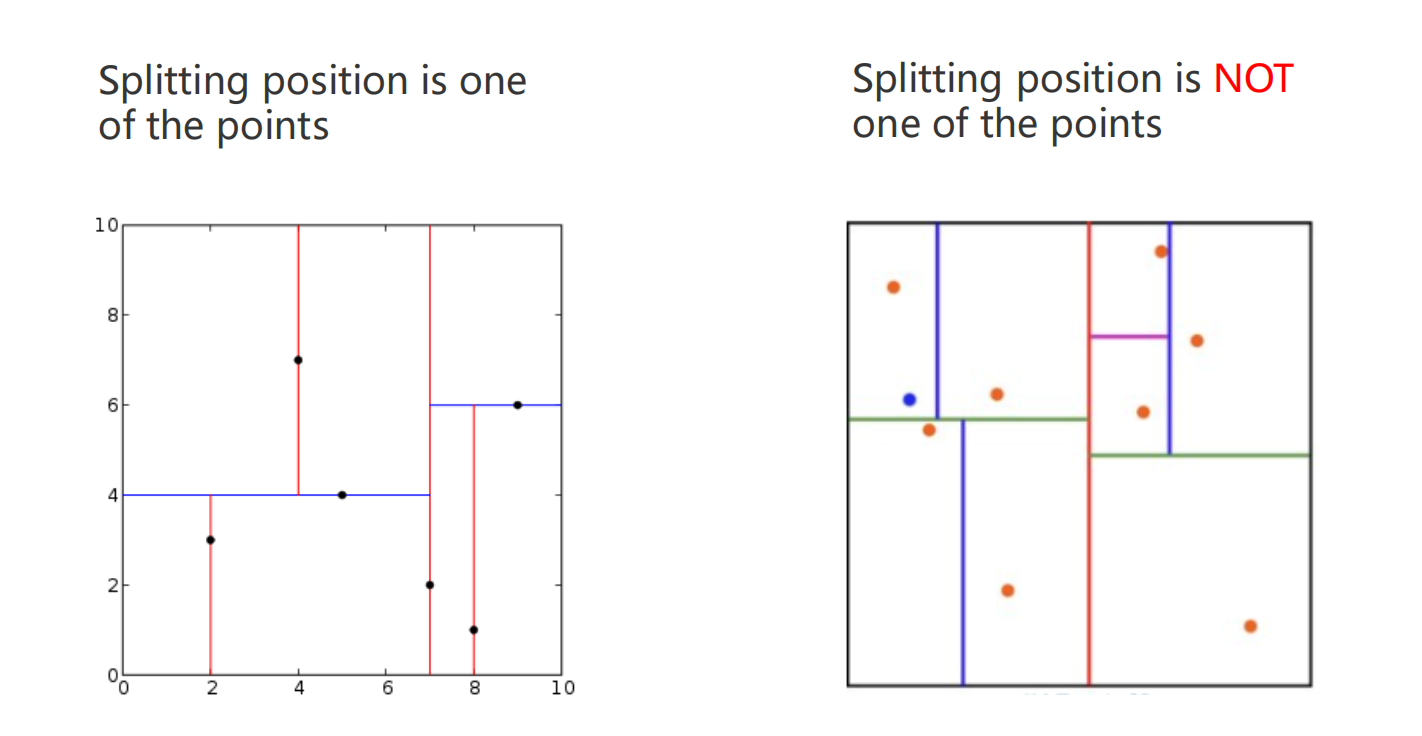 Splitting position is one
of the points
Splitting position is NOT
one of the points
10
8
6
4
2
0
0 2 4 6 8 10